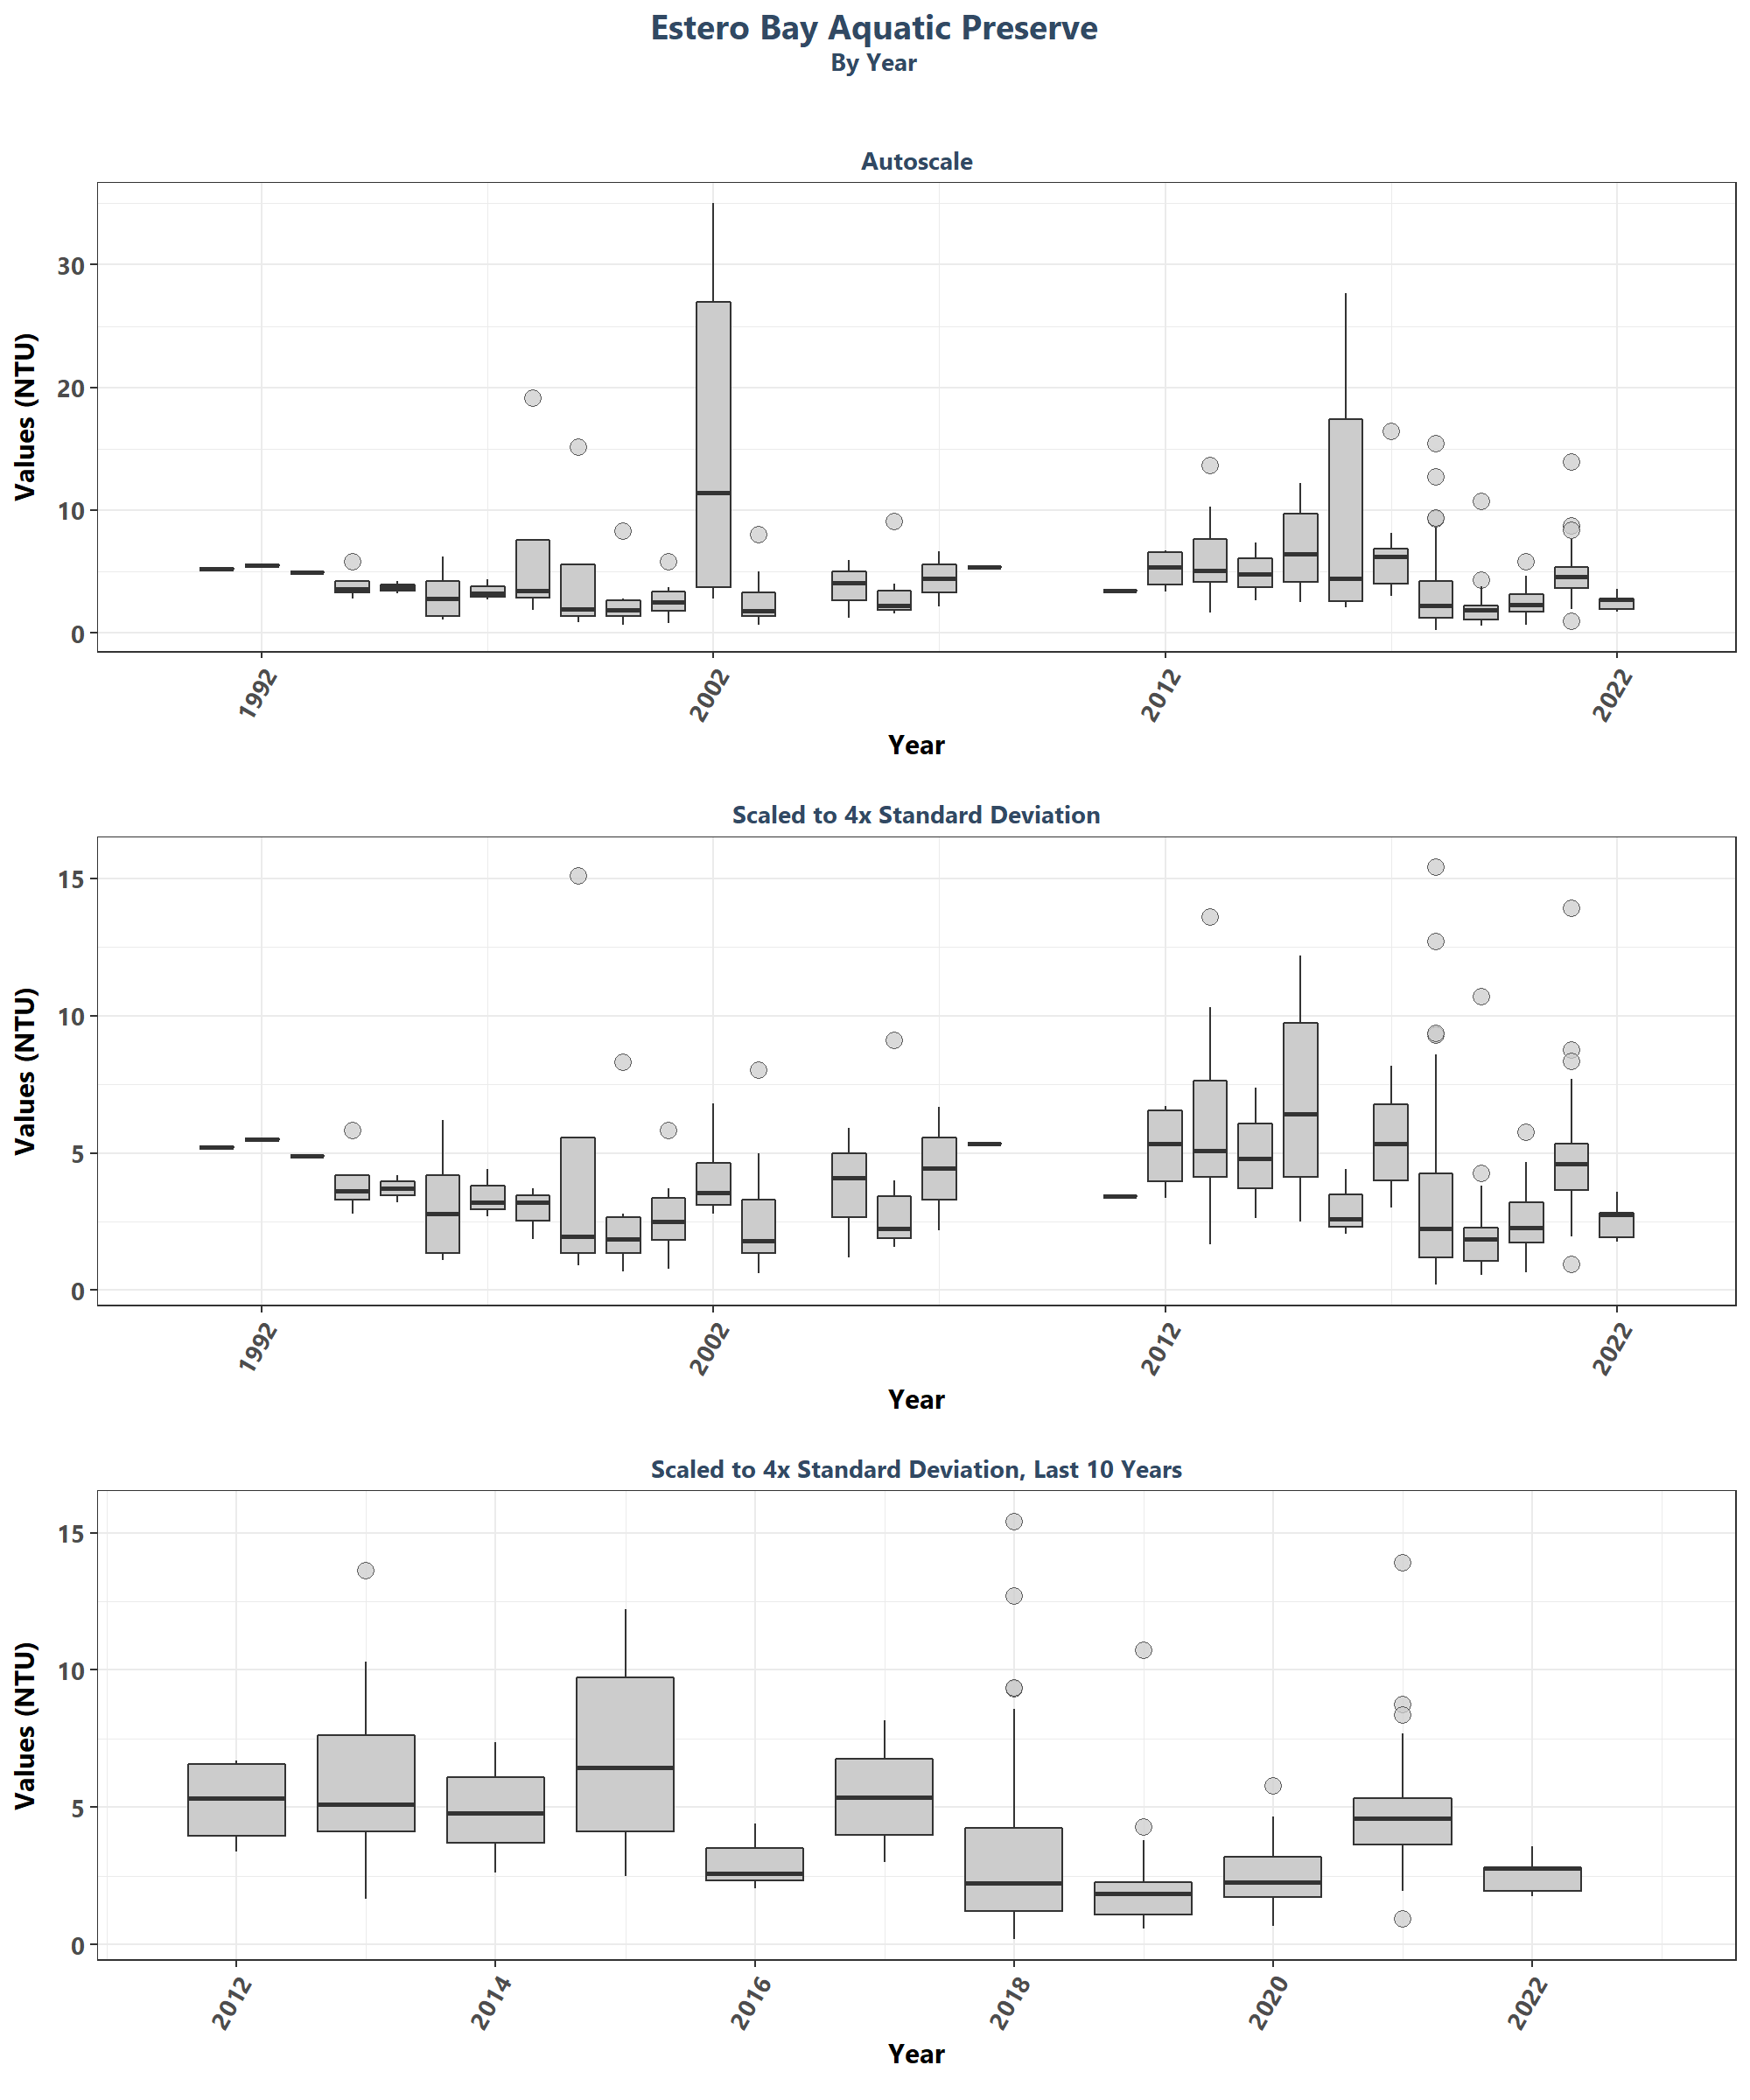 Estero Bay Aquatic Preserve
By Year
Autoscale
Values (NTU)
30
20
10
0
1992
2002
2012
2022
Year
Scaled to 4x Standard Deviation
Values (NTU)
15
10
5
0
1992
2002
2012
2022
Year
Scaled to 4x Standard Deviation, Last 10 Years
Values (NTU)
15
10
5
0
2012
2014
2016
2018
2020
2022
Year